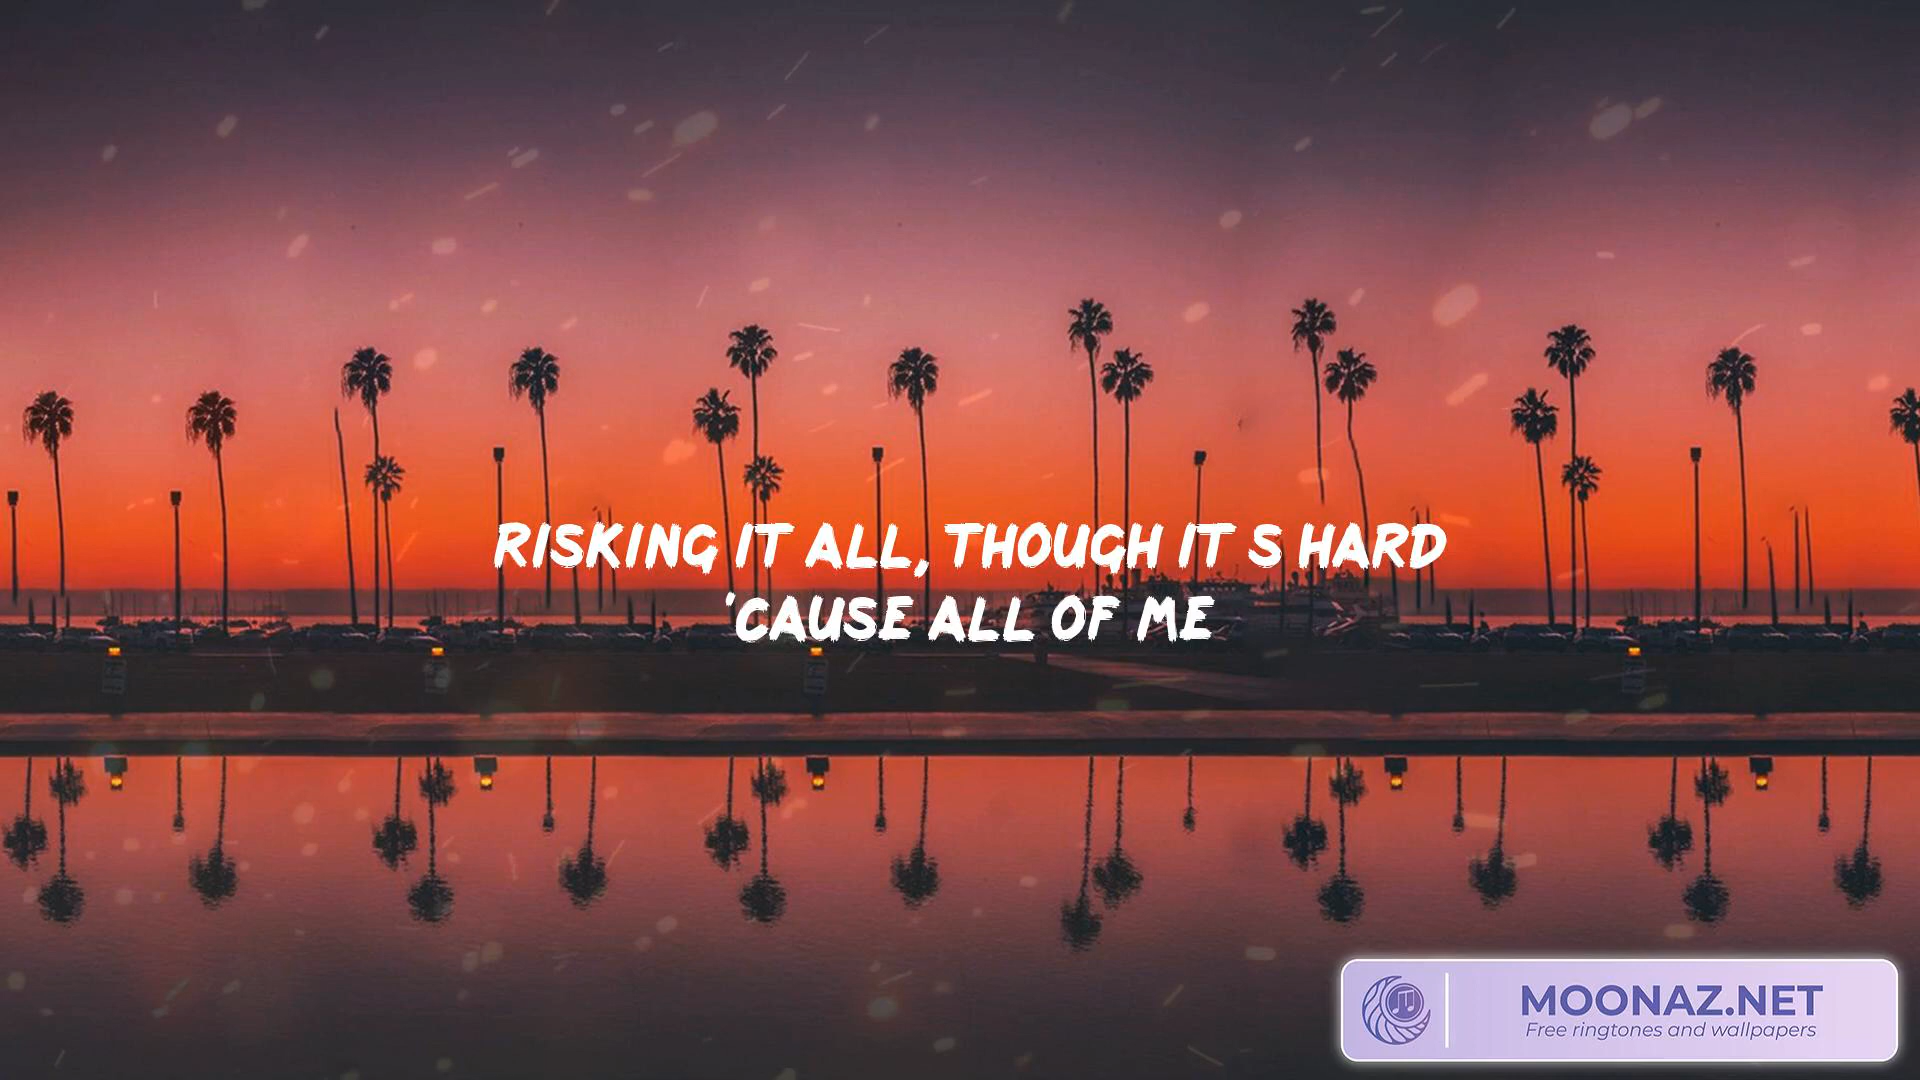 RISKING IT ALL, THOUGH IT S HARD
'CAUSE ALL OF ME
MOONAZ.NET
Free ringtones and wallpapers